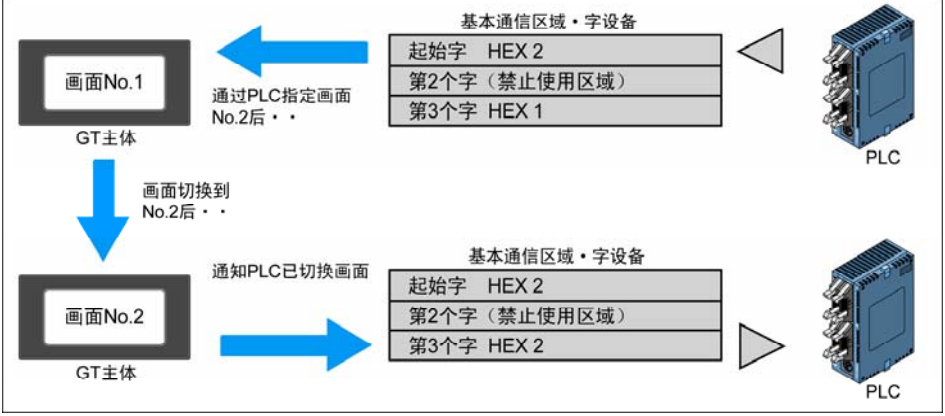 基本通信区域・字设备
起始字 HEX 2
第2个字（禁止使用区域）
第3个字 HEX 1
画面No.1
GT主体
通过PLC指定画面
No.2后・・
PLC
画面切换到
No.2后・・
基本通信区域・字设备
通知PLC已切换画面
起始字 HEX 2
第2个字（禁止使用区域）
第3个字 HEX 2
画面No.2
GT主体
PLC